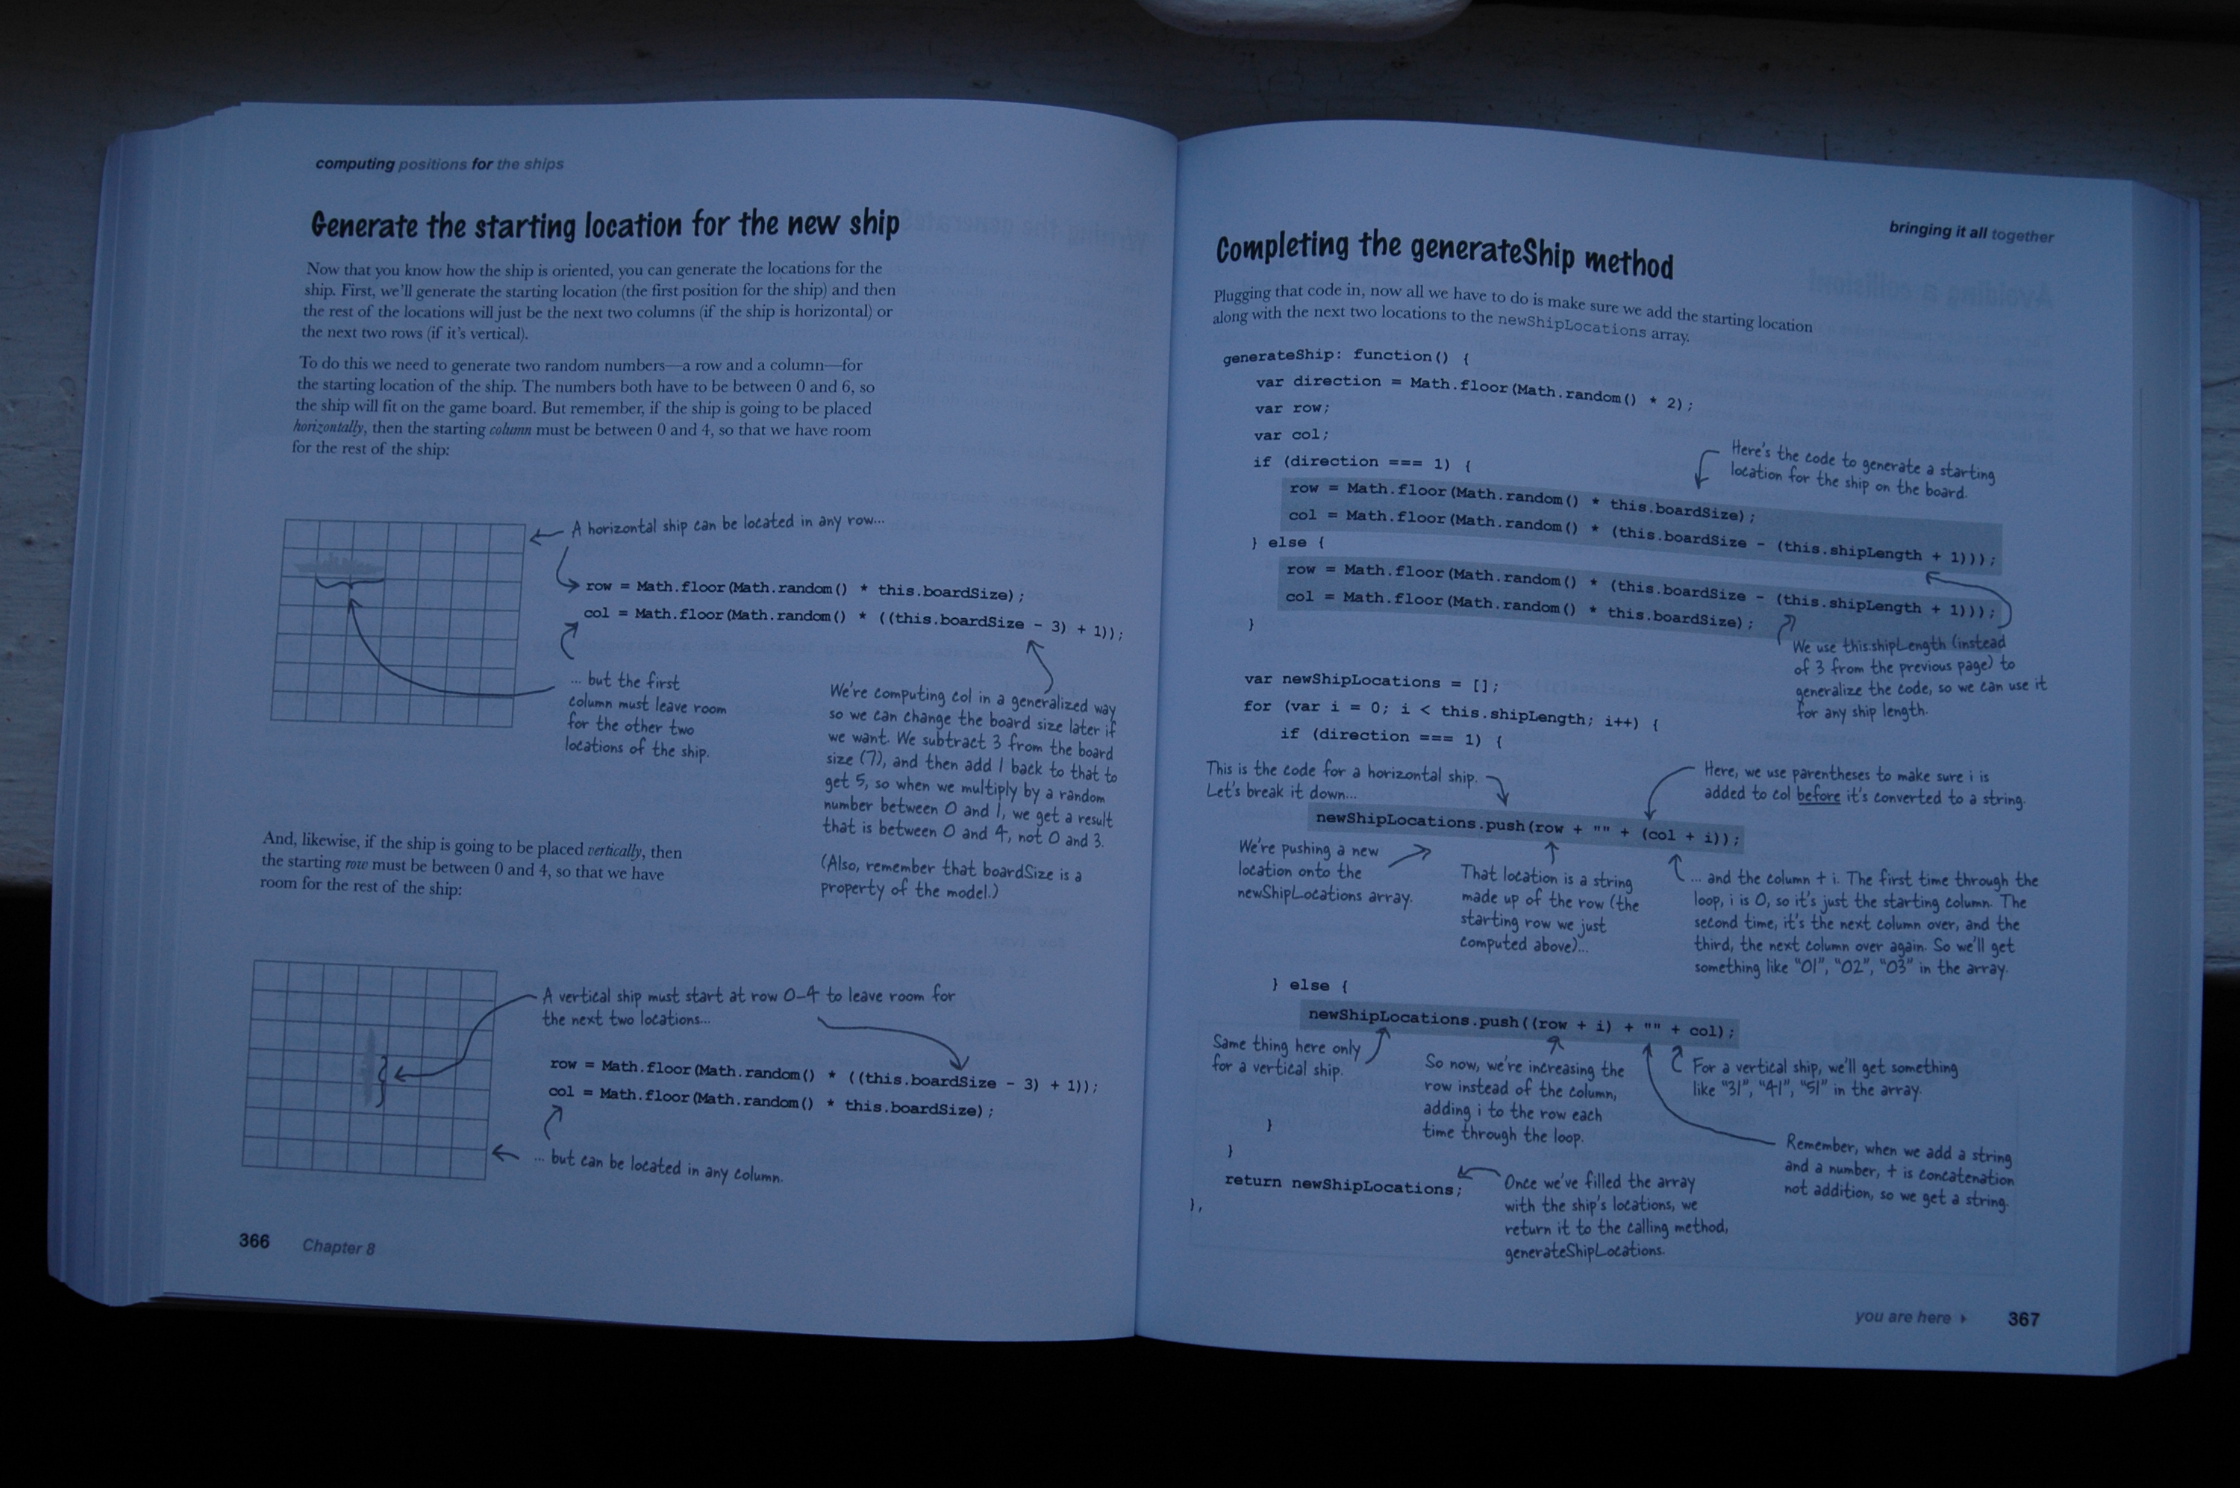 computing positions for the ships
Generate the starting location for the new ship
Now that you know how the ship is oriented, you can generate the locations for the
ship. First, we'll generate the starting location (the first position for the ship) and then
the rest of the locations will just be the next two columns (if the ship is horizontal) or
the next two rows (if it's vertical).
To do this we need to generate two random numbers—a row and a column—for
the starting location of the ship. The numbers both have to be between 0 and 6, so
the ship will fit on the game board. But remember, if the ship is going to be placed
horizontally, then the starting column must be between 0 and 4, so that we have room
for the rest of the ship:
A horizontal ship can be located in any row...
row = Math.floor(Math.random() * this.boardSize);
col = Math.floor(Math.random() * ((this.boardSize - 3) + 1));
... but the first
column must leave room
for the other two
locations of the ship.
We're computing col in a generalized way
so we can change the board size later if
we want. We subtract 3 from the board
size (7), and then add 1 back to that to
get 5, so when we multiply by a random
number between 0 and 1, we get a result
that is between 0 and 4, not 0 and 3.
(Also, remember that boardSize is a
property of the model.)
And, likewise, if the ship is going to be placed vertically, then
the starting row must be between 0 and 4, so that we have
room for the rest of the ship:
A vertical ship must start at row 0-4 to leave room for
the next two locations...
row = Math.floor(Math.random() * ((this.boardSize - 3) + 1));
col = Math.floor(Math.random() * this.boardSize);
... but can be located in any column.
366 Chapter 8
bringing it all together
Completing the generateShip method
Plugging that code in, now all we have to do is make sure we add the starting location
along with the next two locations to the newShipLocations array.
generateShip: function() {
var direction = Math.floor(Math.random() * 2);
var row;
var col;
if (direction === 1) {
Here's the code to generate a starting
location for the ship on the board.
row = Math.floor(Math.random() * this.boardSize);
col = Math.floor(Math.random() * (this.boardSize - (this.shipLength + 1)));
} else {
row = Math.floor(Math.random() * (this.boardSize - (this.shipLength + 1)));
col = Math.floor(Math.random() * this.boardSize);
}
We use this.shipLength (instead
of 3 from the previous page) to
generalize the code, so we can use it
for any ship length.
var newShipLocations = [];
for (var i = 0; i < this.shipLength; i++) {
if (direction === 1) {
This is the code for a horizontal ship.
Let's break it down...
Here, we use parentheses to make sure i is
added to col before it's converted to a string.
newShipLocations.push(row + "" + (col + i));
We're pushing a new
location onto the
newShipLocations array.
That location is a string
made up of the row (the
starting row we just
computed above)...
... and the column + i. The first time through the
loop, i is 0, so it's just the starting column. The
second time, it's the next column over, and the
third, the next column over again. So we'll get
something like "01", "02", "03" in the array.
} else {
newShipLocations.push((row + i) + "" + col);
Same thing here only
for a vertical ship.
So now, we're increasing the
row instead of the column,
adding i to the row each
time through the loop.
For a vertical ship, we'll get something
like "31", "41", "51" in the array.
Remember, when we add a string
and a number, + is concatenation
not addition, so we get a string.
}
}
return newShipLocations;
},
Once we've filled the array
with the ship's locations, we
return it to the calling method,
generateShipLocations.
you are here ▸ 367